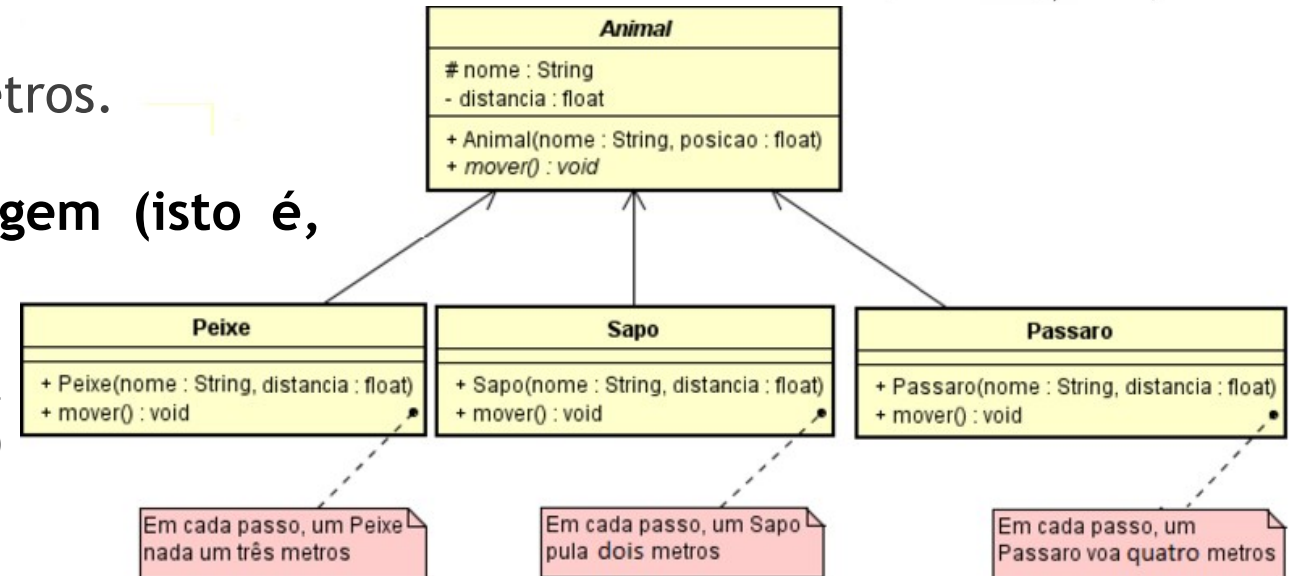 Animal
# nome : String
- distancia : float
+ Animal(nome : String, posicao : float)
+ mover() : void
etros.
gem (isto é,
Peixe
+ Peixe(nome : String, distancia : float)
+ mover() : void
Sapo
+ Sapo(nome : String, distancia : float)
+ mover() : void
Passaro
+ Passaro(nome : String, distancia : float)
+ mover() : void
Em cada passo, um Peixe
nada um três metros
Em cada passo, um Sapo
pula dois metros
Em cada passo, um
Passaro voa quatro metros